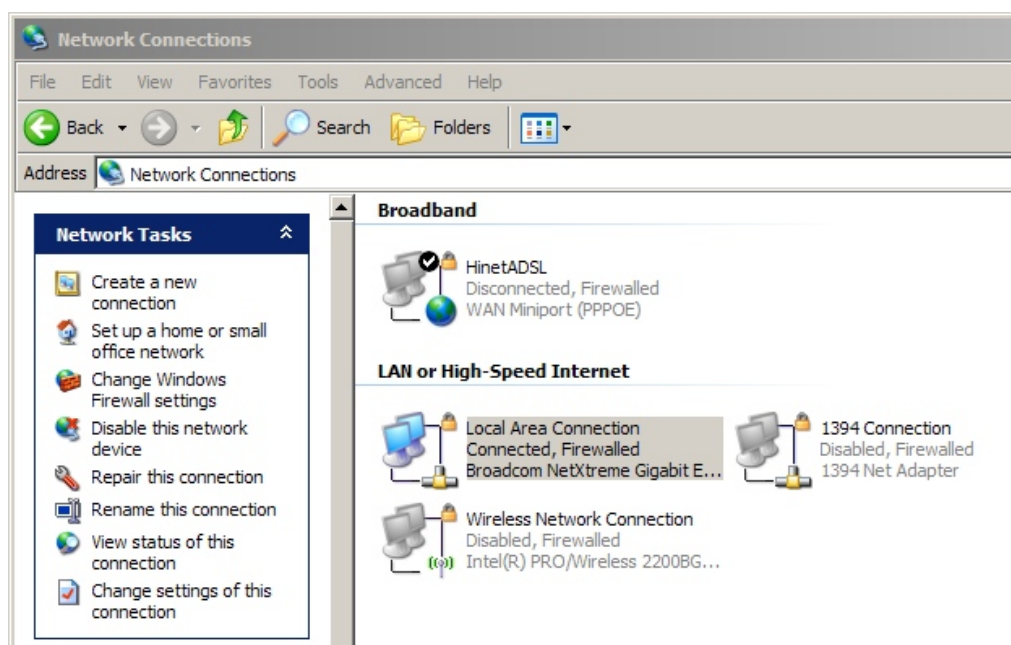 Network Connections
File Edit View Favorites Tools Advanced Help
Back Search Folders
Address Network Connections
Network Tasks
Create a new
connection
Set up a home or small
office network
Change Windows
Firewall settings
Disable this network
device
Repair this connection
Rename this connection
View status of this
connection
Change settings of this
connection
Broadband
HinetADSL
Disconnected, Firewalled
WAN Miniport (PPPOE)
LAN or High-Speed Internet
Local Area Connection
Connected, Firewalled
Broadcom NetXtreme Gigabit E...
1394 Connection
Disabled, Firewalled
1394 Net Adapter
Wireless Network Connection
Disabled, Firewalled
Intel(R) PRO/Wireless 2200BG...